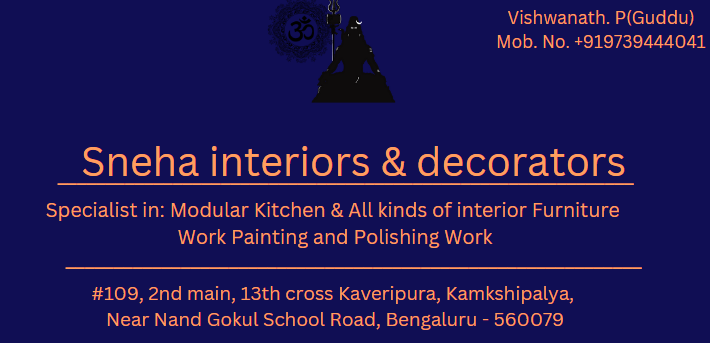 ॐ
Vishwanath. P(Guddu)
Mob. No. +919739444041
Sneha interiors & decorators
Specialist in: Modular Kitchen & All kinds of interior Furniture
Work Painting and Polishing Work
#109, 2nd main, 13th cross Kaveripura, Kamkshipalya,
Near Nand Gokul School Road, Bengaluru - 560079